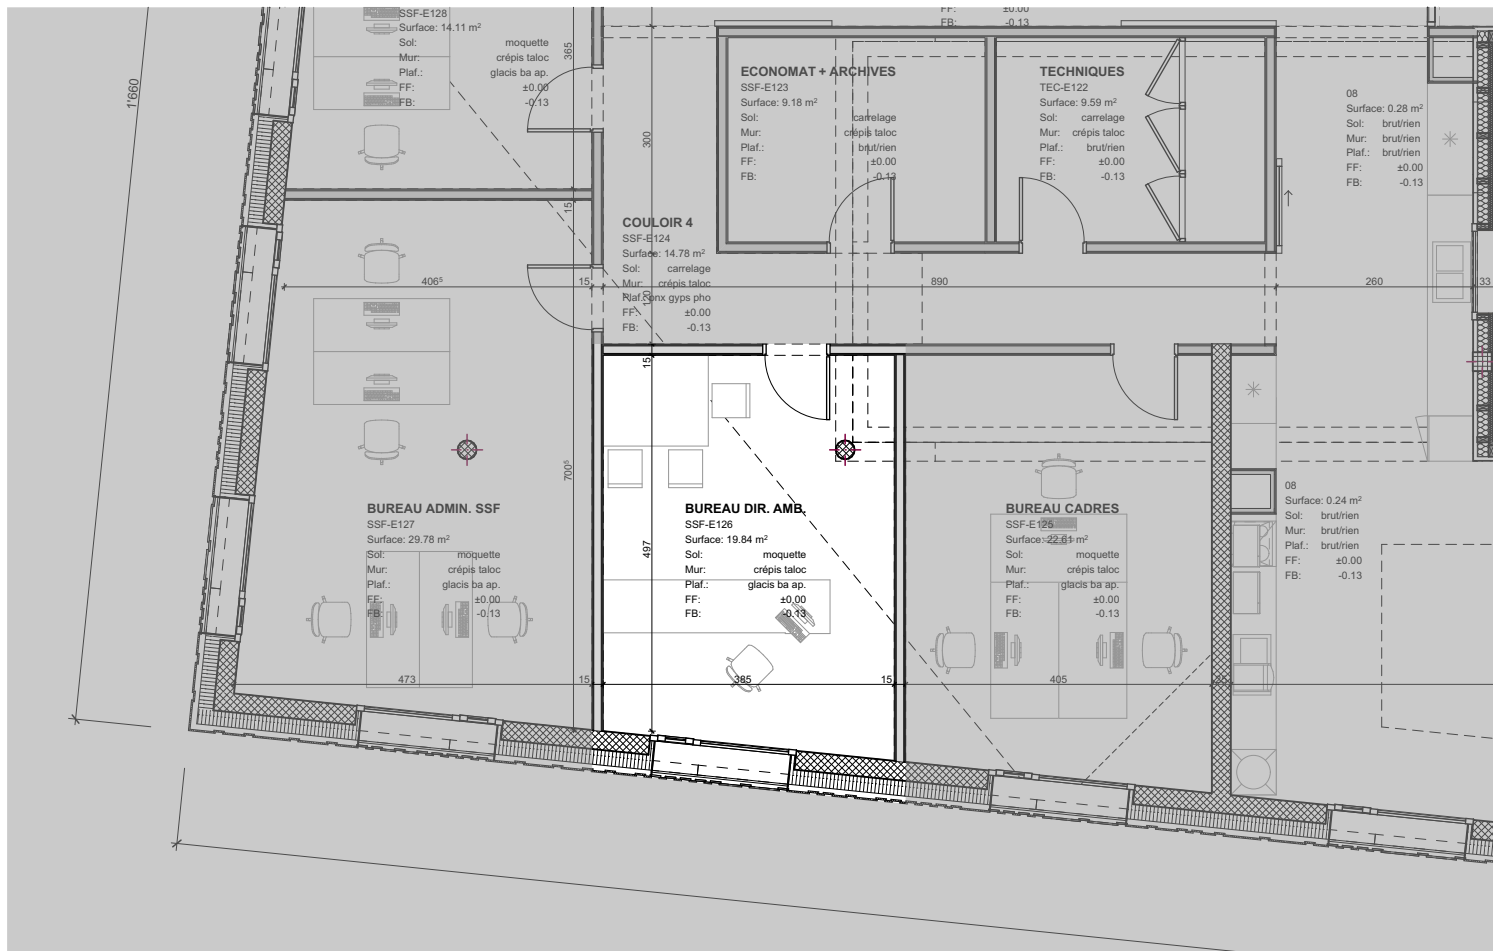 SSF-E128
Surface: 14.11 m²
Sol: moquette
Mur: crépis taloc
Plaf.: glacis ba ap.
FF: ±0.00
FB: -0.13
FF: ±0.00
FB: -0.13
ECONOMAT + ARCHIVES
SSF-E123
Surface: 9.18 m²
Sol: carrelage
Mur: crépis taloc
Plaf.: brut/rien
FF: ±0.00
FB: -0.13
TECHNIQUES
TEC-E122
Surface: 9.59 m²
Sol: carrelage
Mur: crépis taloc
Plaf.: brut/rien
FF: ±0.00
FB: -0.13
08
Surface: 0.28 m²
Sol: brut/rien
Mur: brut/rien
Plaf.: brut/rien
FF: ±0.00
FB: -0.13
1'660
365
300
15
COULOIR 4
SSF-E124
Surface: 14.78 m²
Sol: carrelage
Mur: crépis taloc
Plaf.: pnx gyps pho
FF: ±0.00
FB: -0.13
406⁵
15
120
890
260
33
15
700⁵
497
BUREAU ADMIN. SSF
SSF-E127
Surface: 29.78 m²
Sol: moquette
Mur: crépis taloc
Plaf.: glacis ba ap.
FF: ±0.00
FB: -0.13
BUREAU DIR. AMB.
SSF-E126
Surface: 19.84 m²
Sol: moquette
Mur: crépis taloc
Plaf.: glacis ba ap.
FF: ±0.00
FB: -0.13
BUREAU CADRES
SSF-E125
Surface: 22.61 m²
Sol: moquette
Mur: crépis taloc
Plaf.: glacis ba ap.
FF: ±0.00
FB: -0.13
08
Surface: 0.24 m²
Sol: brut/rien
Mur: brut/rien
Plaf.: brut/rien
FF: ±0.00
FB: -0.13
473
15
385
15
405
25